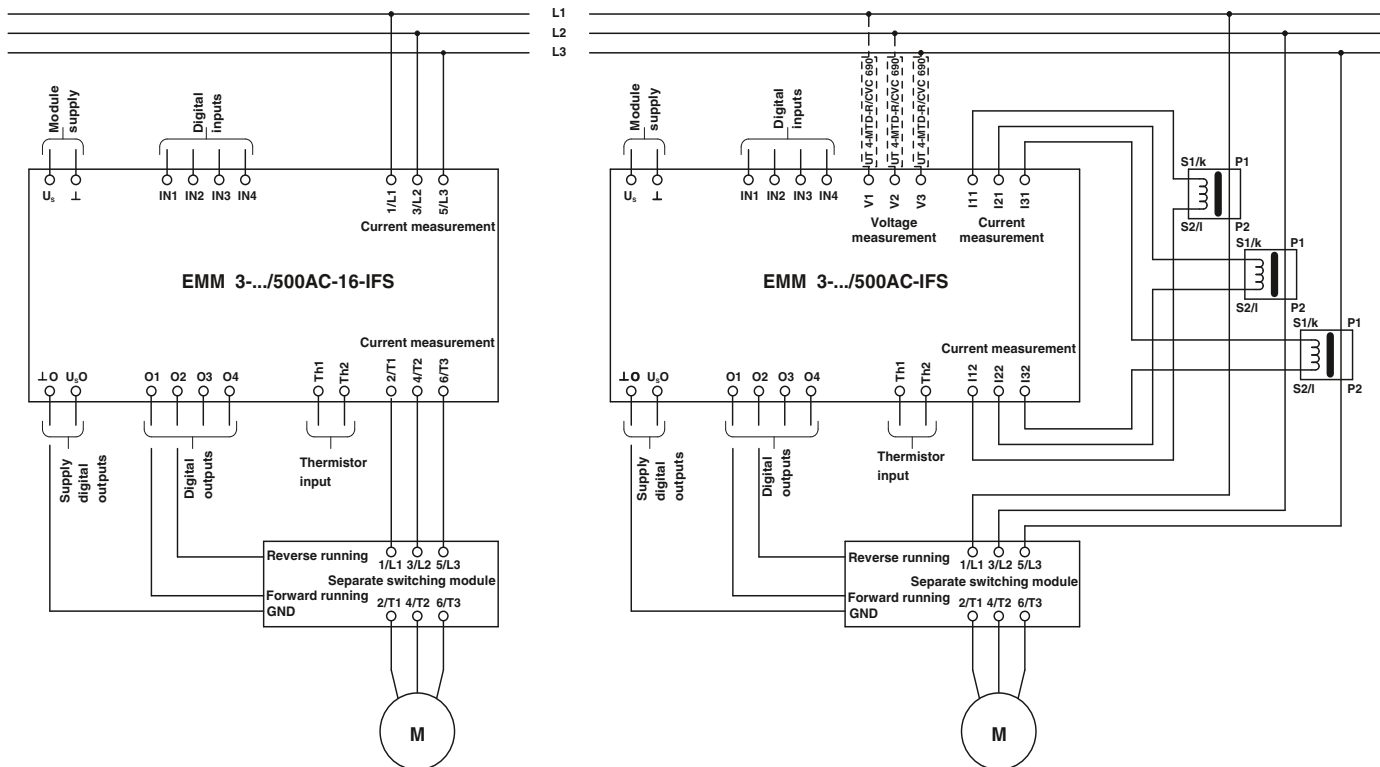 L1
L2
L3
Module
supply
Digital
inputs
Us
⊥
IN1
IN2
IN3
IN4
1/L1
3/L2
5/L3
Current measurement
EMM 3-.../500AC-16-IFS
Current measurement
⊥O
UsO
O1
O2
O3
O4
Th1
Th2
2/T1
4/T2
6/T3
Supply
digital
outputs
Digital
outputs
Thermistor
input
Reverse running
1/L1 3/L2 5/L3
Separate switching module
Forward running
2/T1 4/T2 6/T3
GND
M
UT 4-MTD-R/CVC 690
UT 4-MTD-R/CVC 690
UT 4-MTD-R/CVC 690
Module
supply
Digital
inputs
Us
⊥
IN1
IN2
IN3
IN4
V1
V2
V3
Voltage
measurement
I11
I21
I31
Current
measurement
EMM 3-.../500AC-IFS
Current measurement
⊥O
UsO
O1
O2
O3
O4
Th1
Th2
I12
I22
I32
S1/k
P1
S2/l
P2
S1/k
P1
S2/l
P2
S1/k
P1
S2/l
P2
Supply
digital
outputs
Digital
outputs
Thermistor
input
Reverse running
1/L1 3/L2 5/L3
Separate switching module
Forward running
2/T1 4/T2 6/T3
GND
M